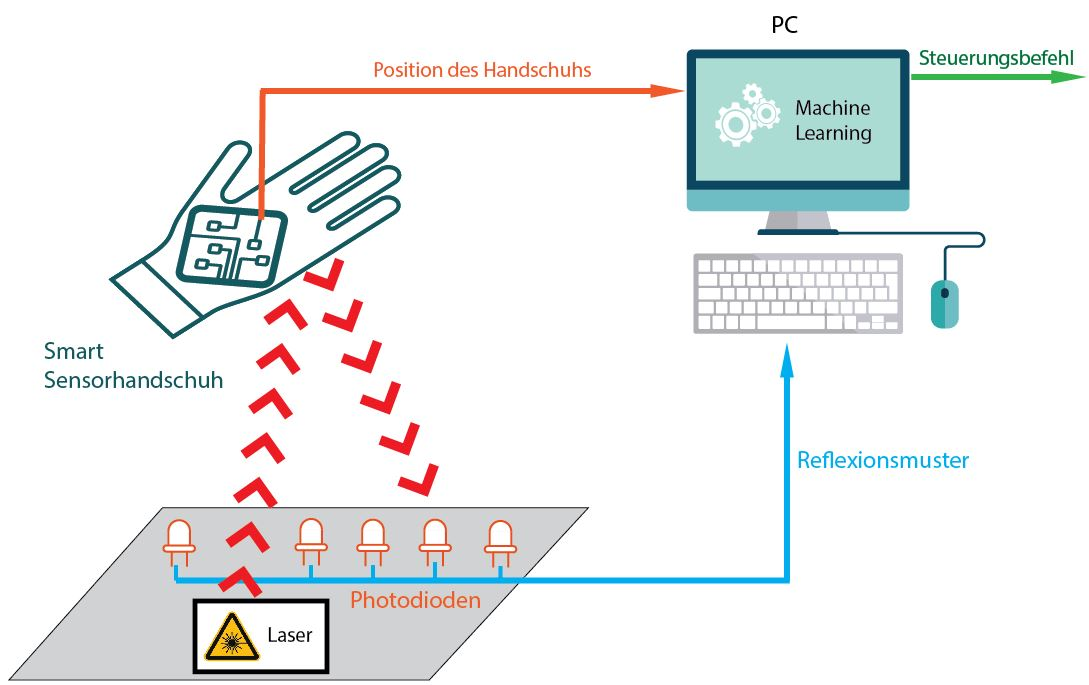 PC
Position des Handschuhs
Steuerungsbefehl
Machine
Learning
Smart
Sensorhandschuh
Reflexionsmuster
Photodioden
Laser